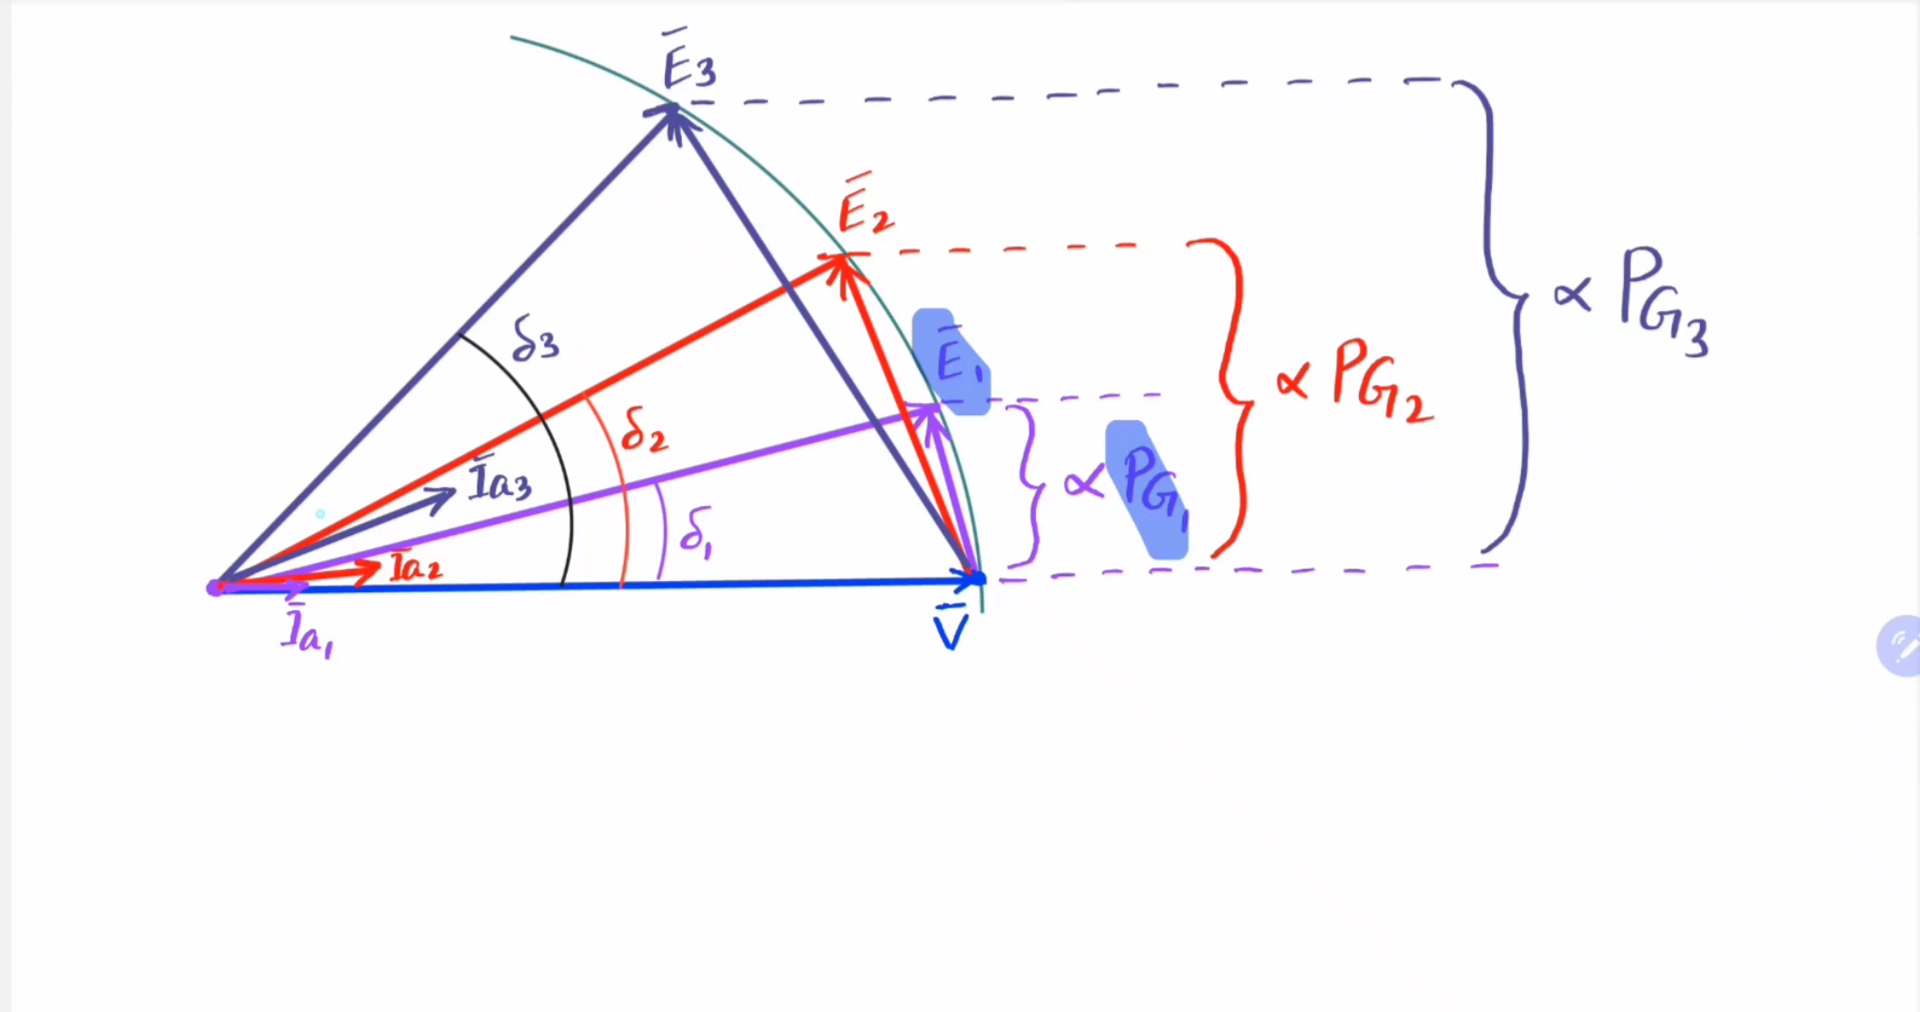 Ē₃
Ē₂
Ē₁
δ₃
δ₂
δ₁
Īa₃
Īa₂
Īa₁
V̄
∝ PG₁
∝ PG₂
∝ PG₃